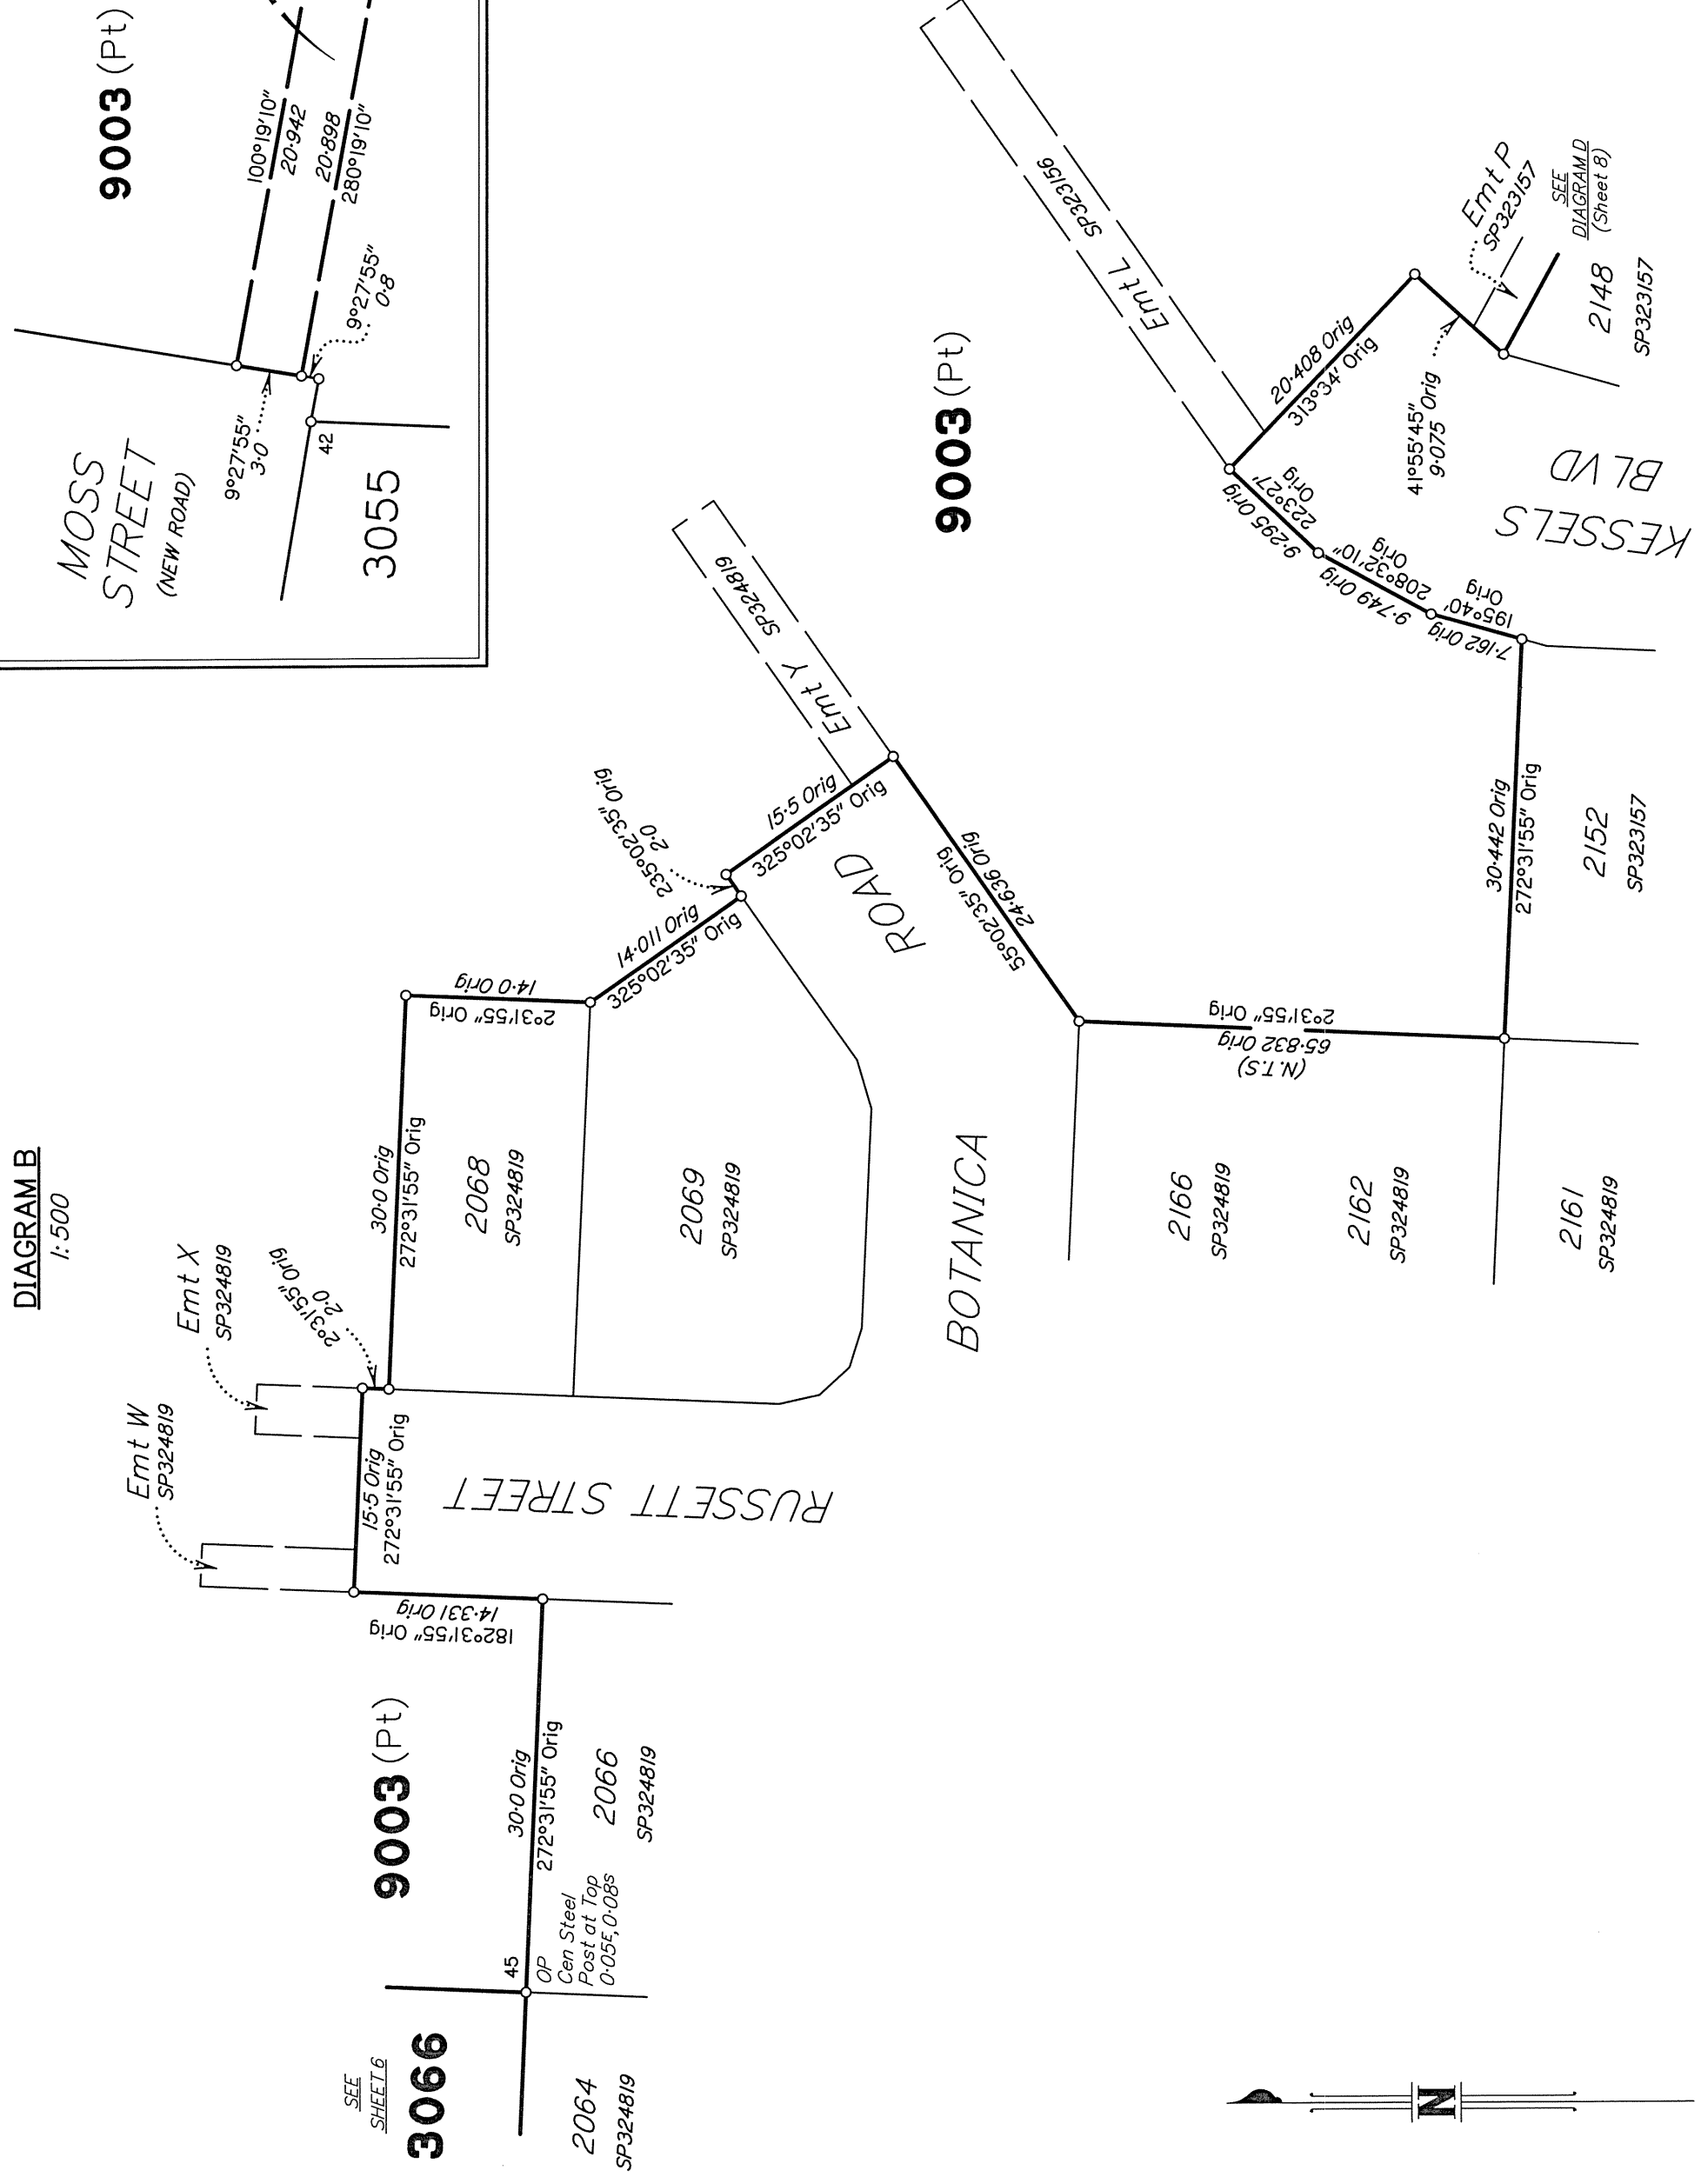 DIAGRAM B
1:500
SEE
SHEET 6
3066
2064
SP324819
9003 (Pt)
45
OP
Cen Steel
Post at Top
0·05E, 0·08S
30·0 Orig
272°31'55" Orig
2066
SP324819
182°31'55" Orig
14·331 Orig
Emt W
SP324819
Emt X
SP324819
15·5 Orig
272°31'55" Orig
2°31'55" Orig
2·0
RUSSETT STREET
30·0 Orig
272°31'55" Orig
2068
SP324819
14·0 Orig
2°31'55" Orig
2069
SP324819
14·011 Orig
325°02'35" Orig
235°02'35" Orig
2·0
15·5 Orig
325°02'35" Orig
Emt Y SP324819
BOTANICA
ROAD
55°02'35" Orig
24·636 Orig
2°31'55" Orig
65·832 Orig
(N.T.S)
2166
SP324819
2162
SP324819
2161
SP324819
9003 (Pt)
30·442 Orig
272°31'55" Orig
2152
SP323157
7·162 Orig
195°40'
Orig
9·749 Orig
208°32'10"
Orig
9·295 Orig
223°27'
Orig
Emt L SP323156
20·408 Orig
313°34' Orig
41°55'45"
9·075 Orig
Emt P
SP323157
SEE
DIAGRAM D
(Sheet 8)
2148
SP323157
KESSELS
BLVD
MOSS
STREET
(NEW ROAD)
9003 (Pt)
100°19'10"
20·942
20·898
280°19'10"
9°27'55"
3·0
9°27'55"
0·8
42
3055
N